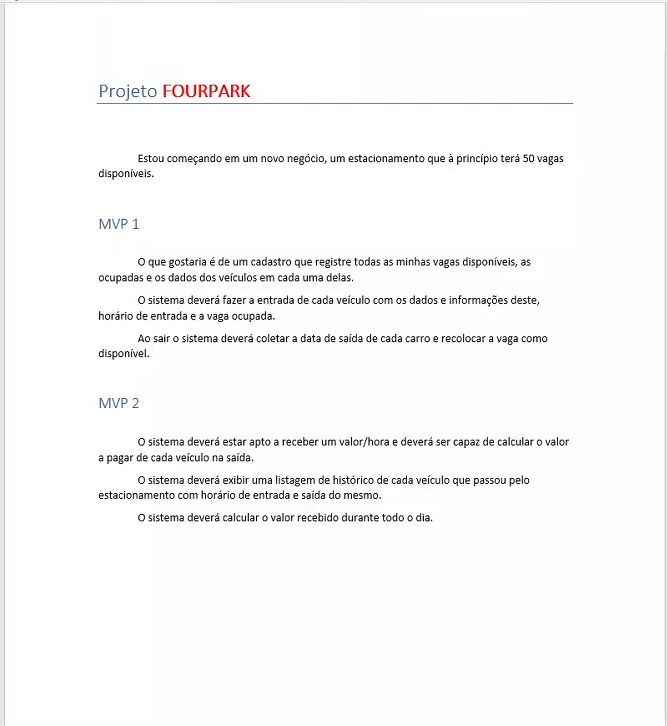 Projeto FOURPARK
Estou começando em um novo negócio, um estacionamento que à princípio terá 50 vagas
disponíveis.
MVP 1
O que gostaria é de um cadastro que registre todas as minhas vagas disponíveis, as
ocupadas e os dados dos veículos em cada uma delas.
O sistema deverá fazer a entrada de cada veículo com os dados e informações deste,
horário de entrada e a vaga ocupada.
Ao sair o sistema deverá coletar a data de saída de cada carro e recolocar a vaga como
disponível.
MVP 2
O sistema deverá estar apto a receber um valor/hora e deverá ser capaz de calcular o valor
a pagar de cada veículo na saída.
O sistema deverá exibir uma listagem de histórico de cada veículo que passou pelo
estacionamento com horário de entrada e saída do mesmo.
O sistema deverá calcular o valor recebido durante todo o dia.